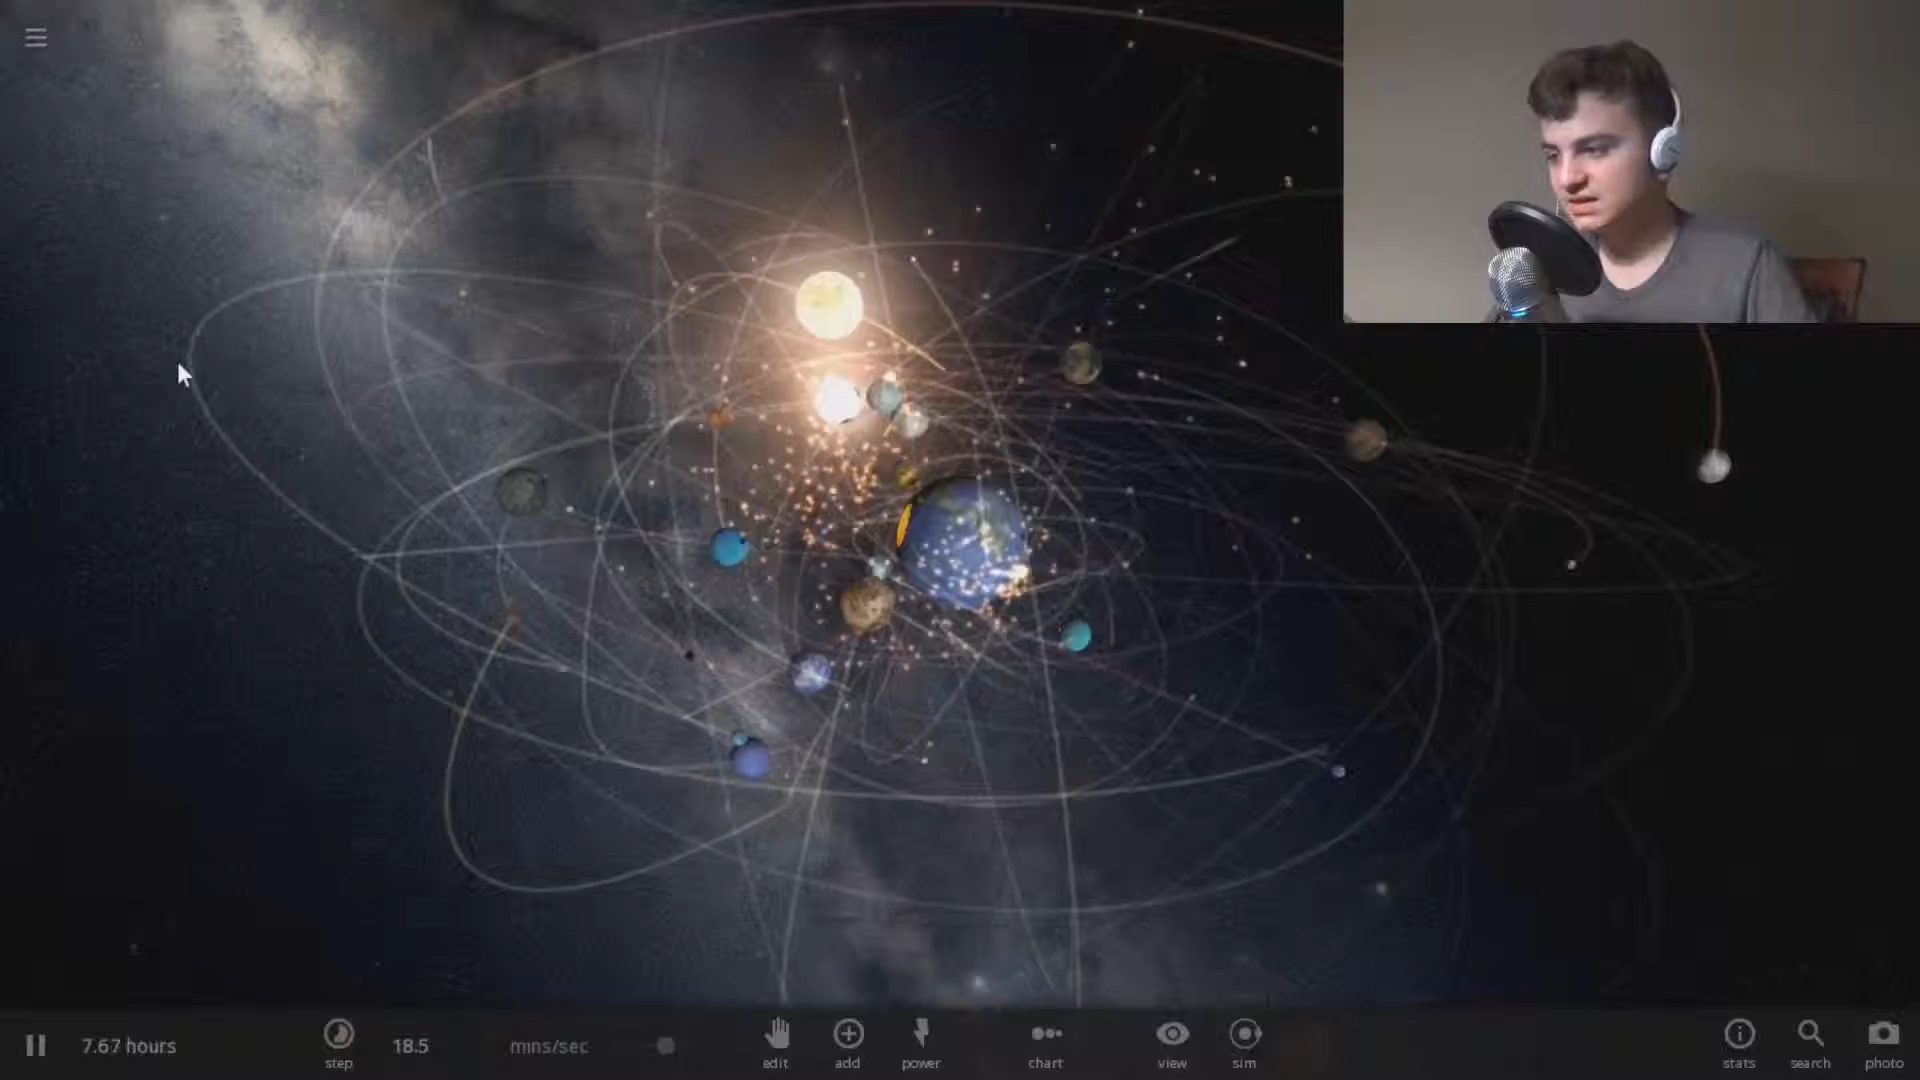 7.67 hours
step
18.5
mins/sec
edit
add
power
chart
view
sim
stats
search
photo